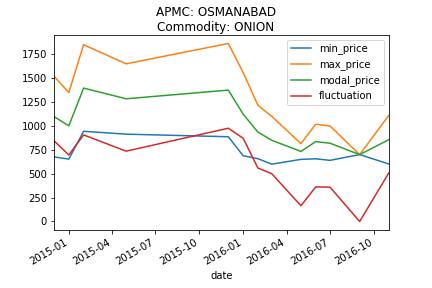 APMC: OSMANABAD
Commodity: ONION
min_price
max_price
modal_price
fluctuation
1750
1500
1250
1000
750
500
250
0
2015-01
2015-04
2015-07
2015-10
2016-01
2016-04
2016-07
2016-10
date